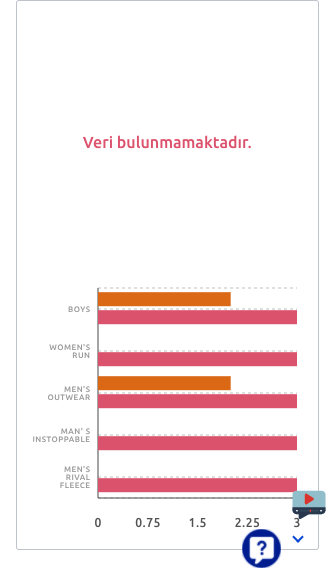 Veri bulunmamaktadır.
BOYS
WOMEN'S
RUN
MEN'S
OUTWEAR
MAN' S
INSTOPPABLE
MEN'S
RIVAL
FLEECE
0 0.75 1.5 2.25 3
?